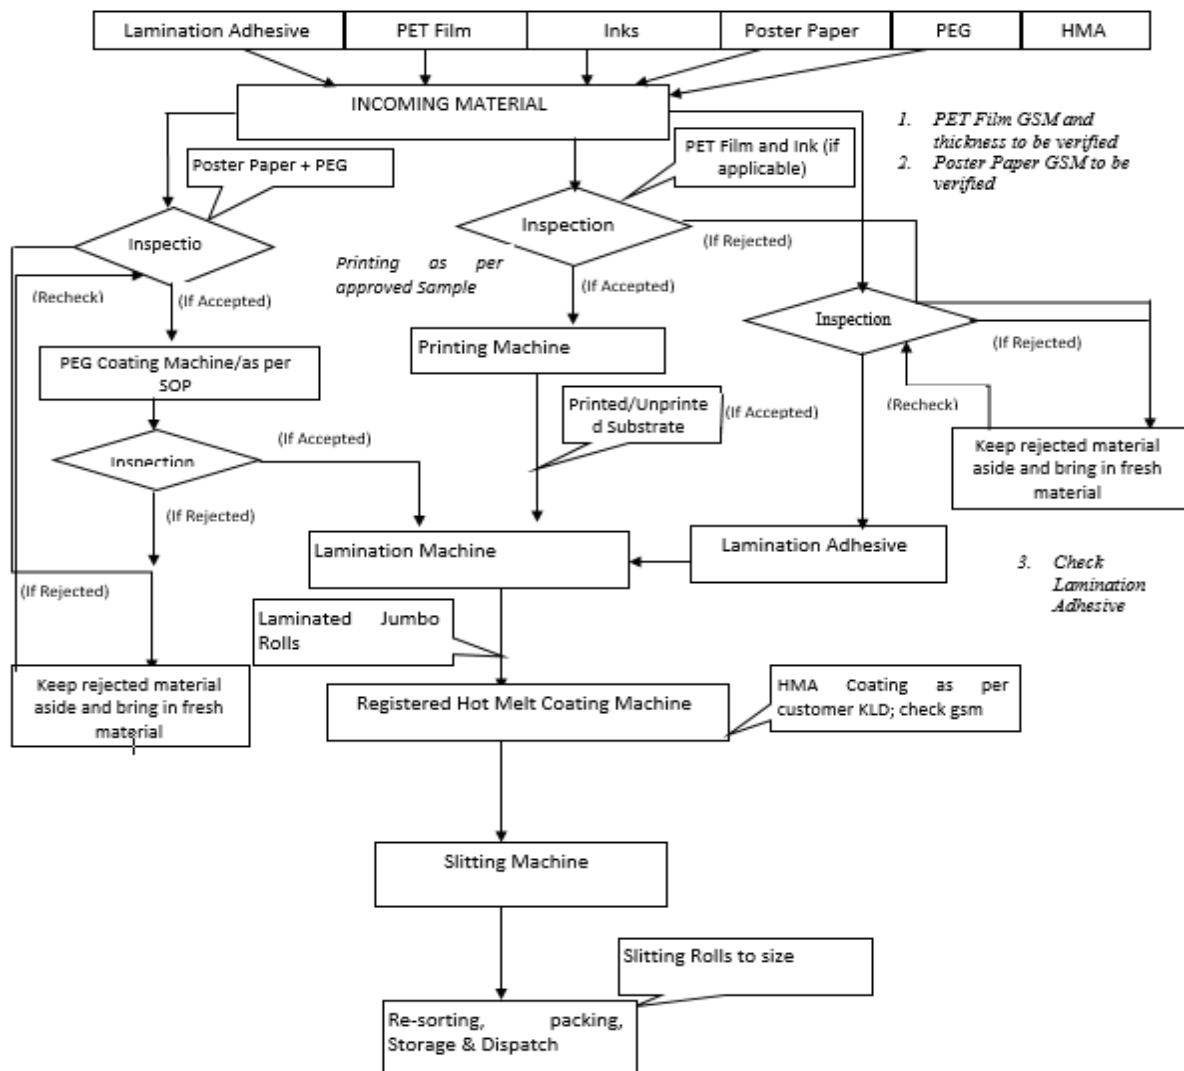 Lamination Adhesive
PET Film
Inks
Poster Paper
PEG
HMA
INCOMING MATERIAL
1. PET Film GSM and
thickness to be verified
2. Poster Paper GSM to be
verified
PET Film and Ink (if
applicable)
Poster Paper + PEG
Inspectio
Inspection
(If Rejected)
Printing as per
approved Sample
(Recheck)
(If Accepted)
(If Accepted)
Inspection
(If Rejected)
PEG Coating Machine/as per
SOP
Printing Machine
Printed/Unprinte
d Substrate
(If Accepted)
(Recheck)
(If Accepted)
Inspection
Keep rejected material
aside and bring in fresh
material
(If Rejected)
Lamination Machine
Lamination Adhesive
3. Check
Lamination
Adhesive
(If Rejected)
Laminated Jumbo
Rolls
Keep rejected material
aside and bring in fresh
material
Registered Hot Melt Coating Machine
HMA Coating as per
customer KLD; check gsm
Slitting Machine
Slitting Rolls to size
Re-sorting, packing,
Storage & Dispatch